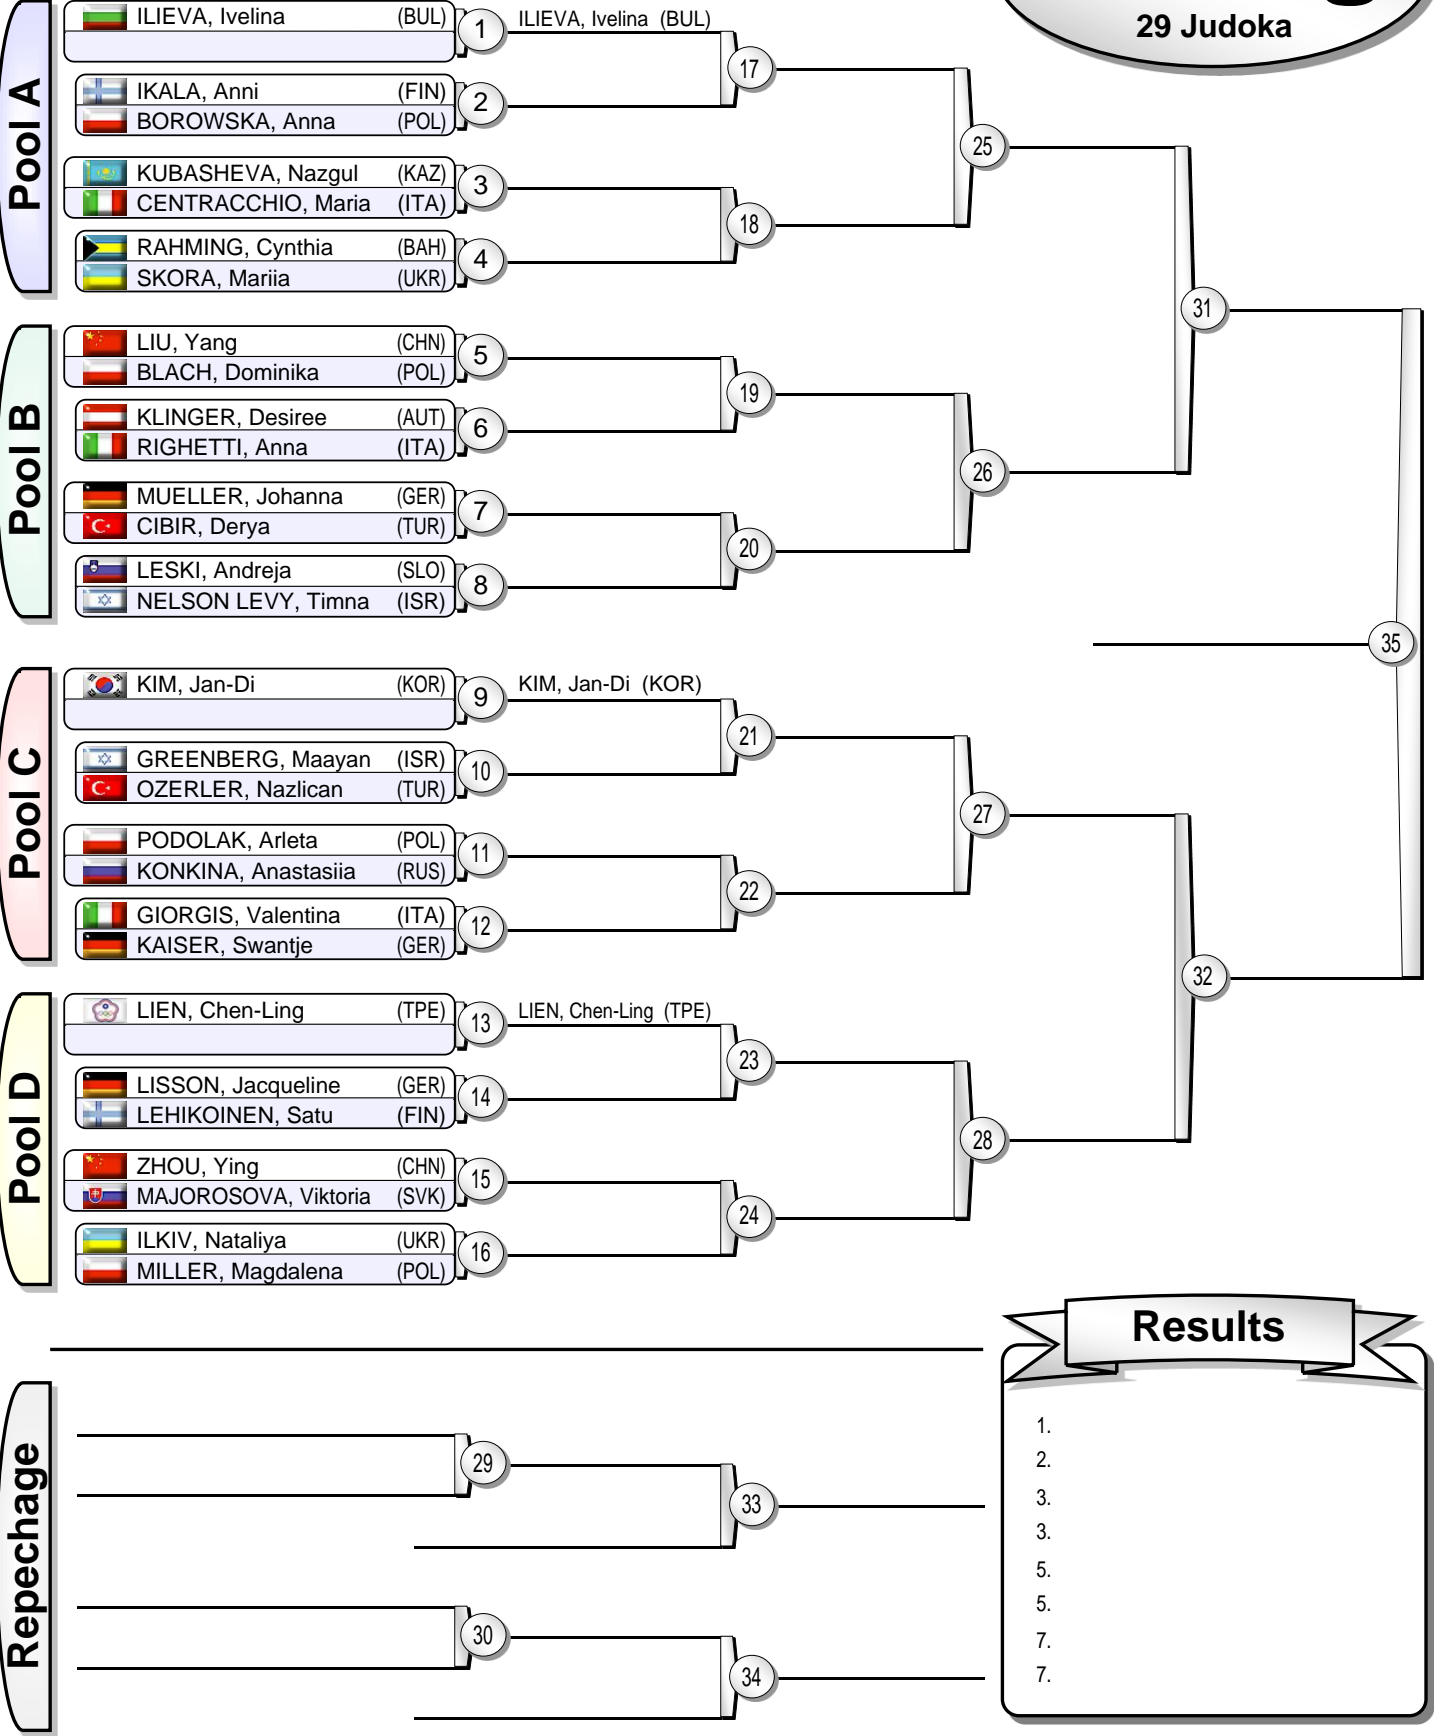 29 Judoka
Pool A
ILIEVA, Ivelina (BUL) 1 ILIEVA, Ivelina (BUL)
17
IKALA, Anni (FIN) 2
BOROWSKA, Anna (POL)
25
KUBASHEVA, Nazgul (KAZ) 3
CENTRACCHIO, Maria (ITA)
18
RAHMING, Cynthia (BAH) 4
SKORA, Mariia (UKR)
31
Pool B
LIU, Yang (CHN) 5
BLACH, Dominika (POL)
19
KLINGER, Desiree (AUT) 6
RIGHETTI, Anna (ITA)
26
MUELLER, Johanna (GER) 7
CIBIR, Derya (TUR)
20
LESKI, Andreja (SLO) 8
NELSON LEVY, Timna (ISR)
35
Pool C
KIM, Jan-Di (KOR) 9 KIM, Jan-Di (KOR)
21
GREENBERG, Maayan (ISR) 10
OZERLER, Nazlican (TUR)
27
PODOLAK, Arleta (POL) 11
KONKINA, Anastasiia (RUS)
22
GIORGIS, Valentina (ITA) 12
KAISER, Swantje (GER)
32
Pool D
LIEN, Chen-Ling (TPE) 13 LIEN, Chen-Ling (TPE)
23
LISSON, Jacqueline (GER) 14
LEHIKOINEN, Satu (FIN)
28
ZHOU, Ying (CHN) 15
MAJOROSOVA, Viktoria (SVK)
24
ILKIV, Nataliya (UKR) 16
MILLER, Magdalena (POL)
Repechage
29
33
30
34
Results
1.
2.
3.
3.
5.
5.
7.
7.